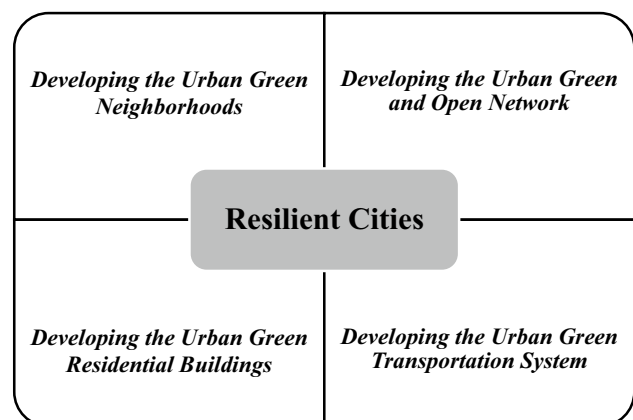 Developing the Urban Green
Neighborhoods
Developing the Urban Green
and Open Network
Resilient Cities
Developing the Urban Green
Residential Buildings
Developing the Urban Green
Transportation System